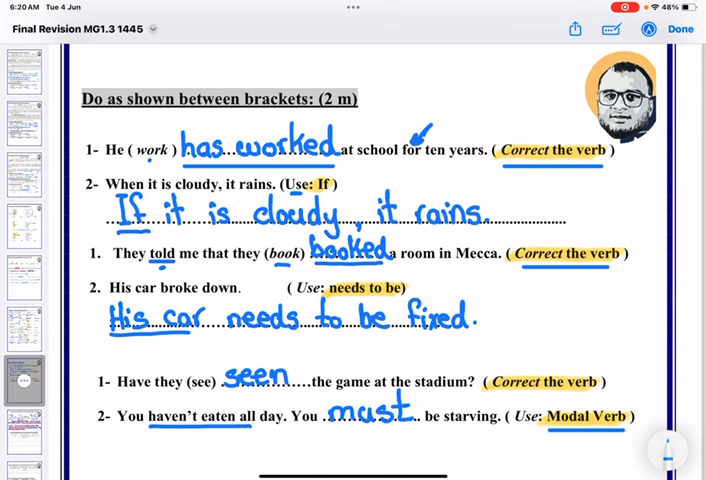 6:20 AM Tue 4 Jun
48%
Final Revision MG1.3 1445
Done
Do as shown between brackets: (2 m)
1- He ( work ) has worked at school for ten years. ( Correct the verb )
2- When it is cloudy, it rains. (Use: If )
If it is cloudy, it rains.
1. They told me that they (book) booked a room in Mecca. ( Correct the verb )
2. His car broke down. ( Use: needs to be)
His car needs to be fixed.
1- Have they (see) seen the game at the stadium? ( Correct the verb )
2- You haven't eaten all day. You must be starving. ( Use: Modal Verb )